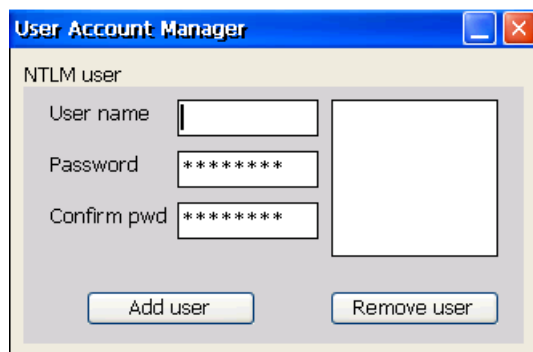 User Account Manager
NTLM user
User name
Password ********
Confirm pwd ********
Add user Remove user